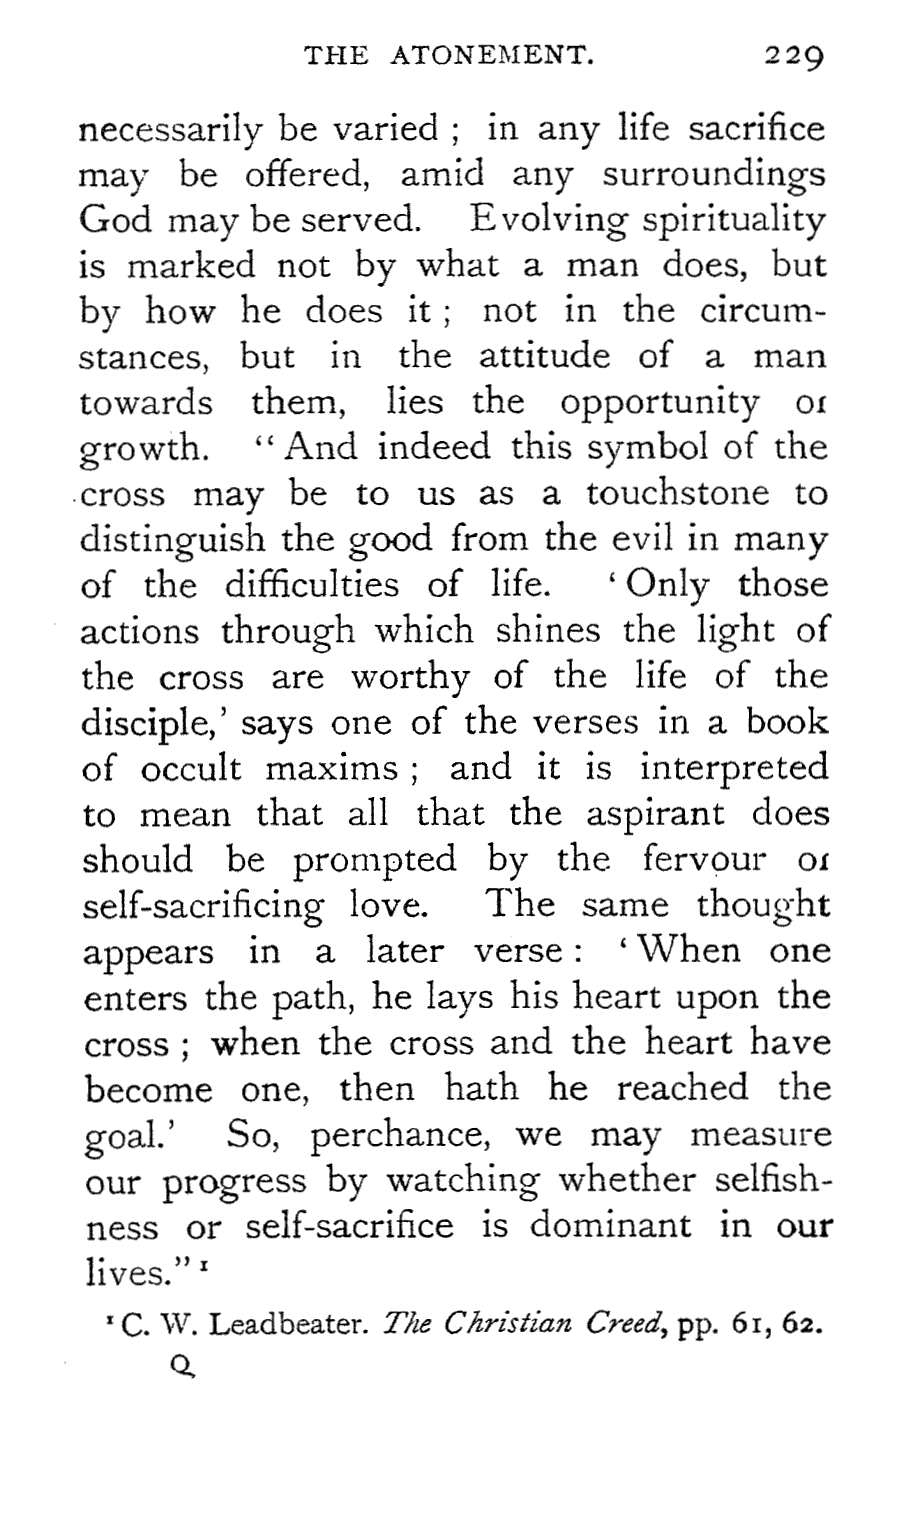 THE ATONEMENT. 229
necessarily be varied ; in any life sacrifice
may be offered, amid any surroundings
God may be served. Evolving spirituality
is marked not by what a man does, but
by how he does it ; not in the circum-
stances, but in the attitude of a man
towards them, lies the opportunity of
growth. “ And indeed this symbol of the
cross may be to us as a touchstone to
distinguish the good from the evil in many
of the difficulties of life. ‘ Only those
actions through which shines the light of
the cross are worthy of the life of the
disciple,’ says one of the verses in a book
of occult maxims ; and it is interpreted
to mean that all that the aspirant does
should be prompted by the fervour of
self-sacrificing love. The same thought
appears in a later verse : ‘ When one
enters the path, he lays his heart upon the
cross ; when the cross and the heart have
become one, then hath he reached the
goal.’ So, perchance, we may measure
our progress by watching whether selfish-
ness or self-sacrifice is dominant in our
lives.” ¹
¹ C. W. Leadbeater. The Christian Creed, pp. 61, 62.
Q